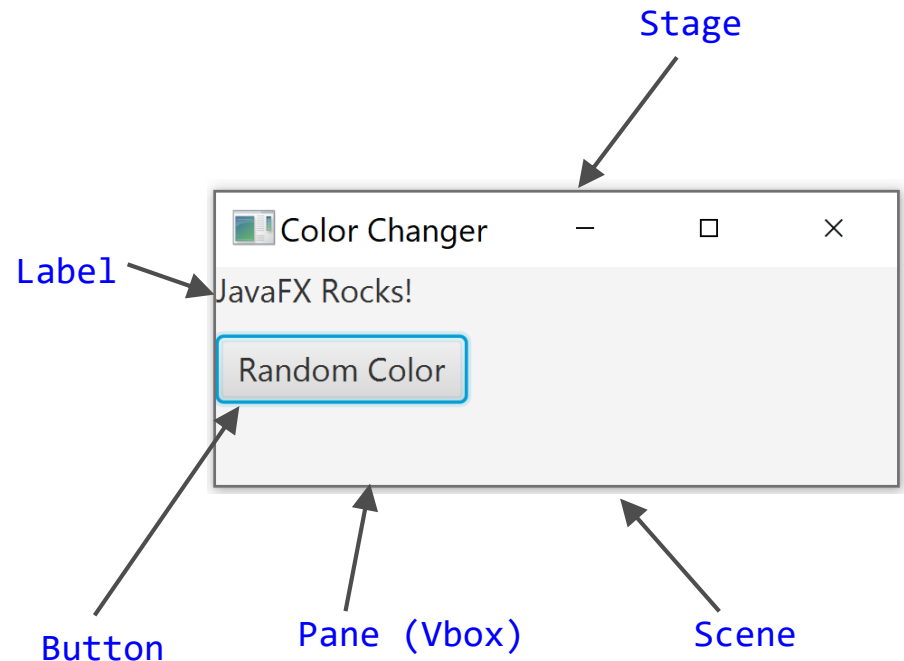 Stage
Color Changer
Label
JavaFX Rocks!
Random Color
Button
Pane (Vbox)
Scene